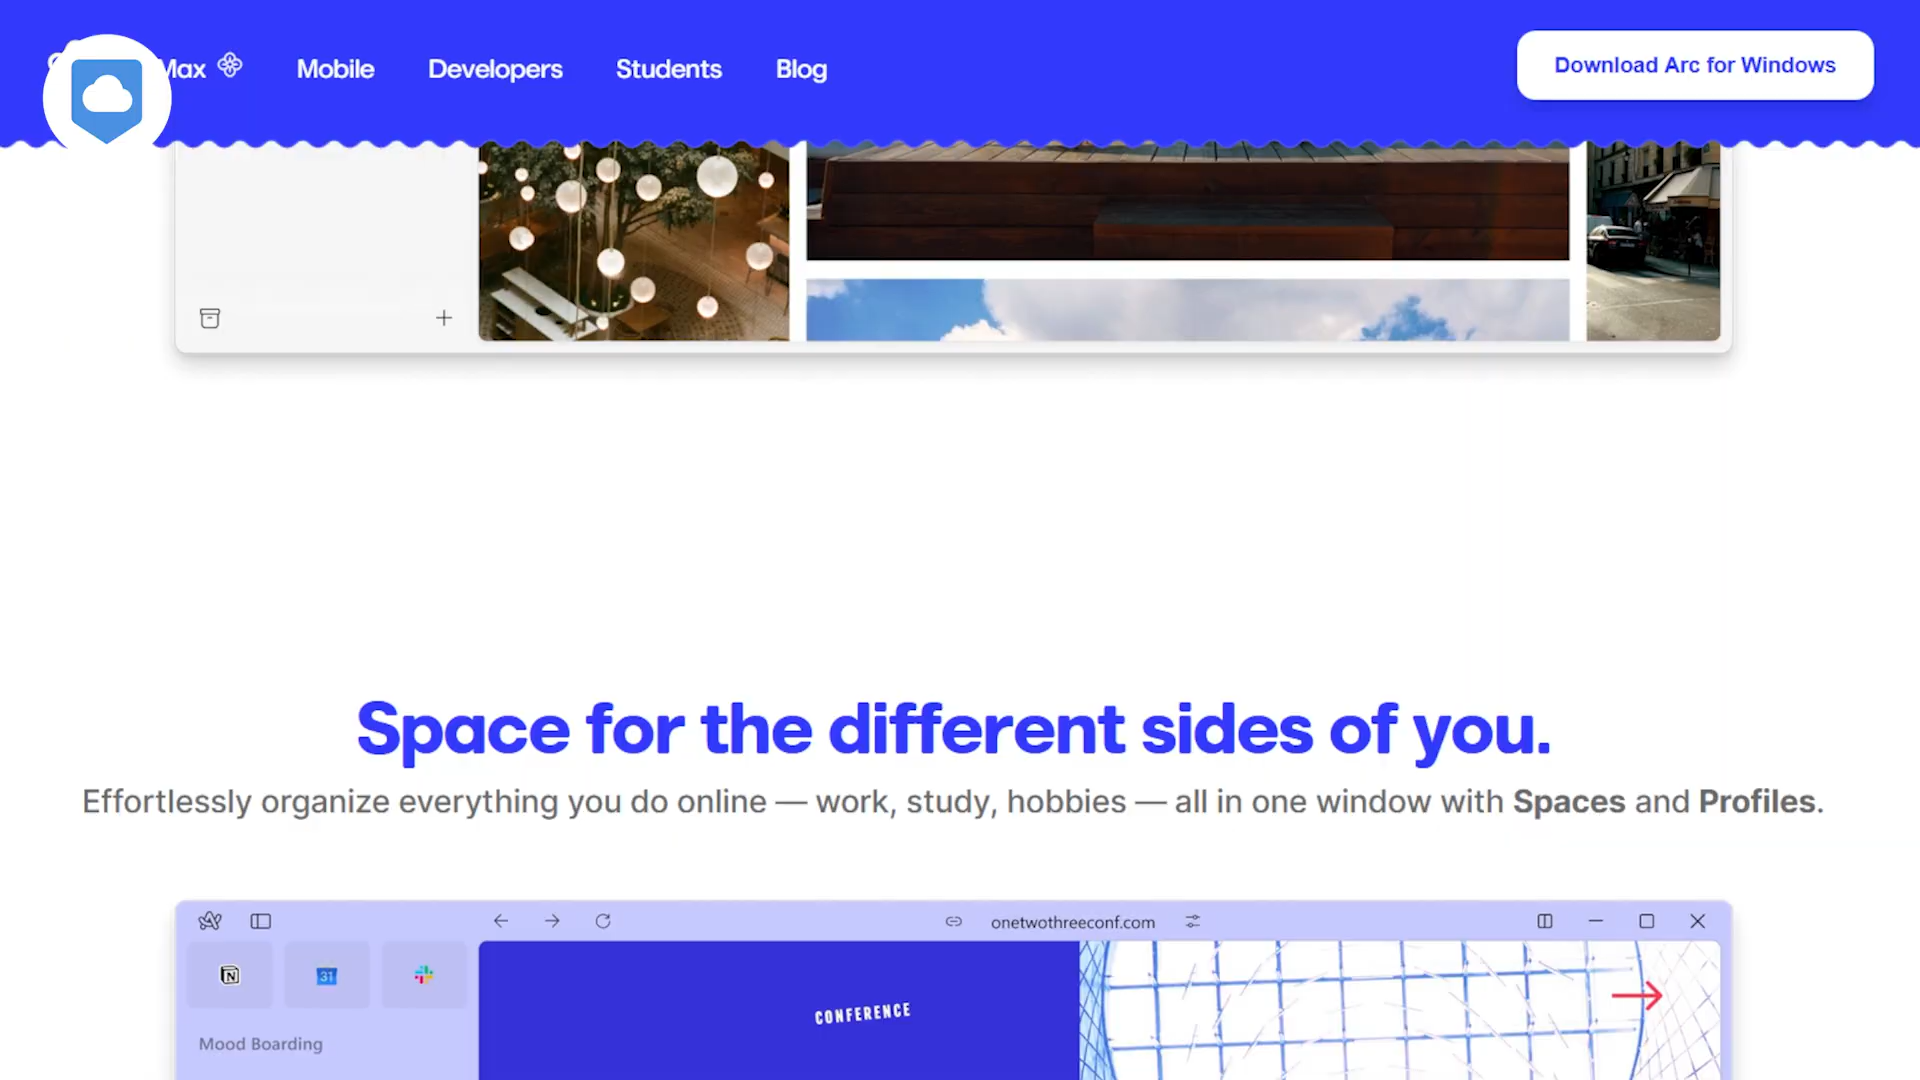 Max
Mobile
Developers
Students
Blog
Download Arc for Windows
Space for the different sides of you.
Effortlessly organize everything you do online — work, study, hobbies — all in one window with Spaces and Profiles.
onetwothreeconf.com
N
31
CONFERENCE
Mood Boarding